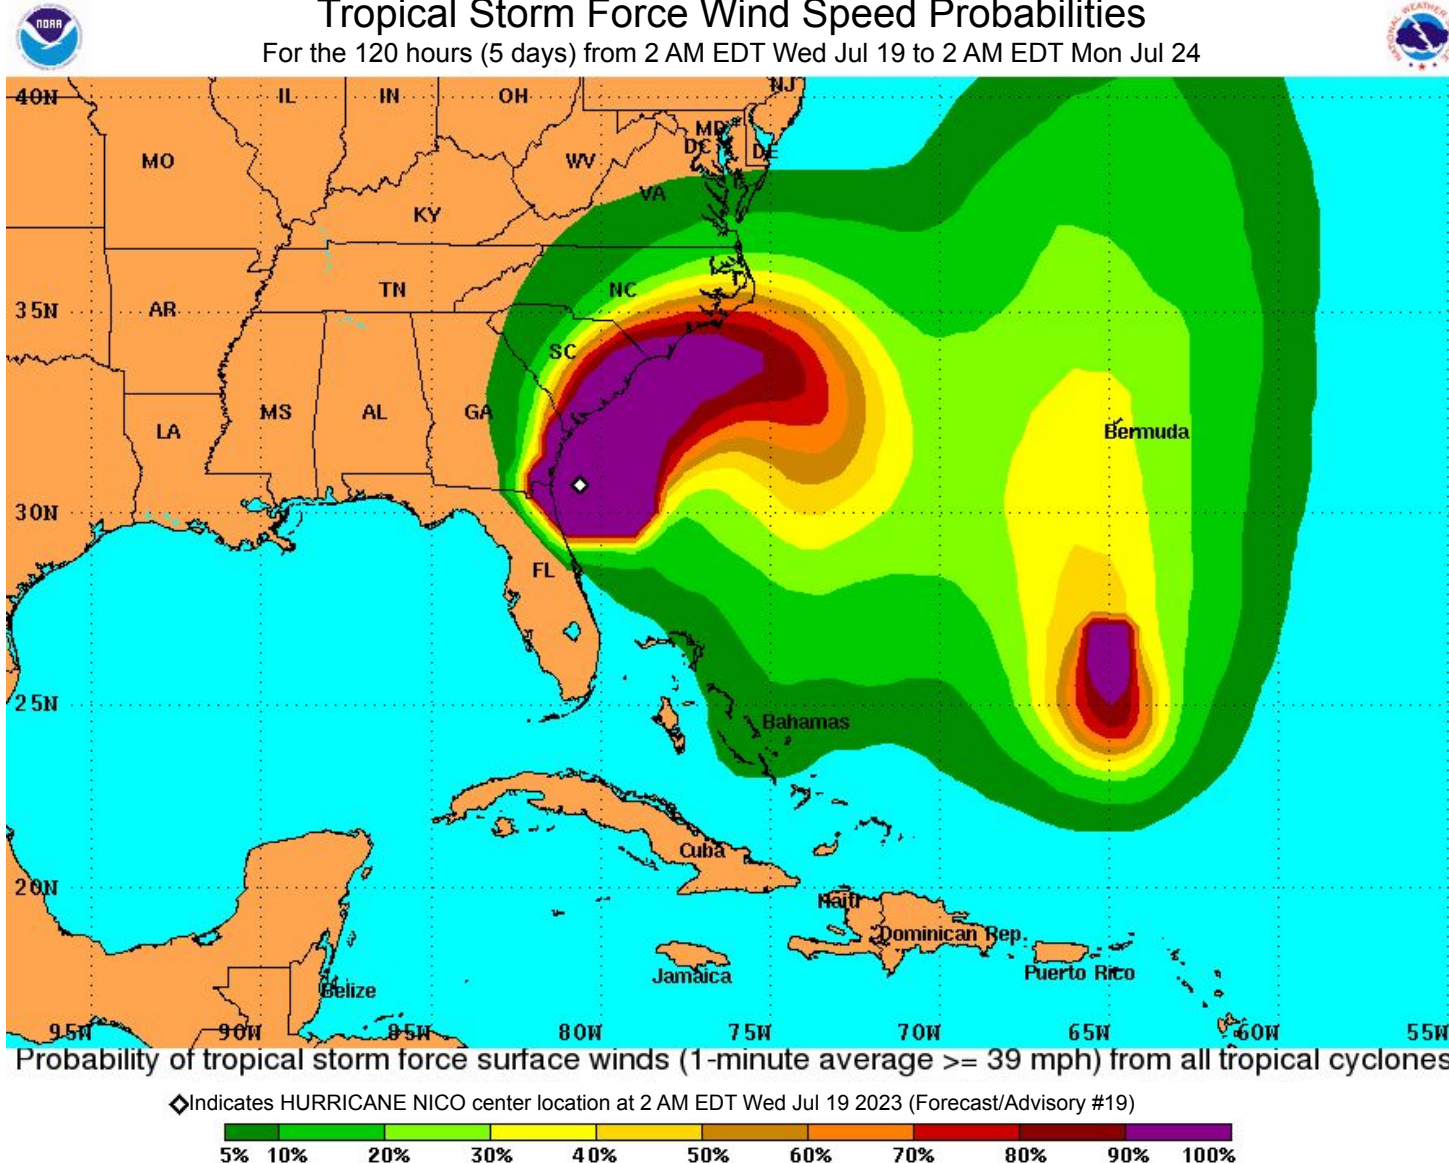 Tropical Storm Force Wind Speed Probabilities
For the 120 hours (5 days) from 2 AM EDT Wed Jul 19 to 2 AM EDT Mon Jul 24
NOAA
40N IL IN OH NJ
MD
DC DE
MO WV
VA
KY
TN NC
35N AR
SC
MS AL GA
LA Bermuda
30N
FL
25N
Bahamas
Cuba
20N
Haiti
Dominican Rep.
Jamaica Puerto Rico
Belize
95W 90W 85W 80W 75W 70W 65W 60W 55W
Probability of tropical storm force surface winds (1-minute average >= 39 mph) from all tropical cyclones
Indicates HURRICANE NICO center location at 2 AM EDT Wed Jul 19 2023 (Forecast/Advisory #19)
5% 10% 20% 30% 40% 50% 60% 70% 80% 90% 100%